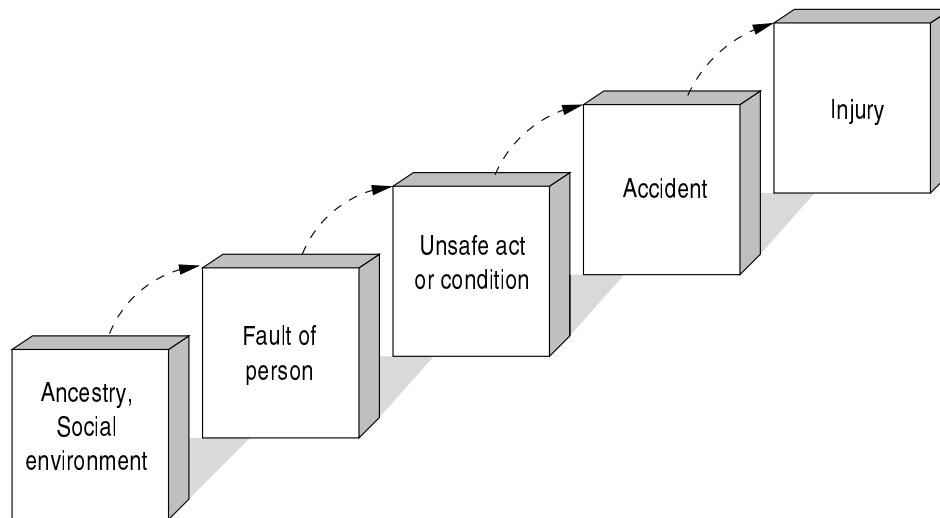 Ancestry,
Social
environment
Fault of
person
Unsafe act
or condition
Accident
Injury